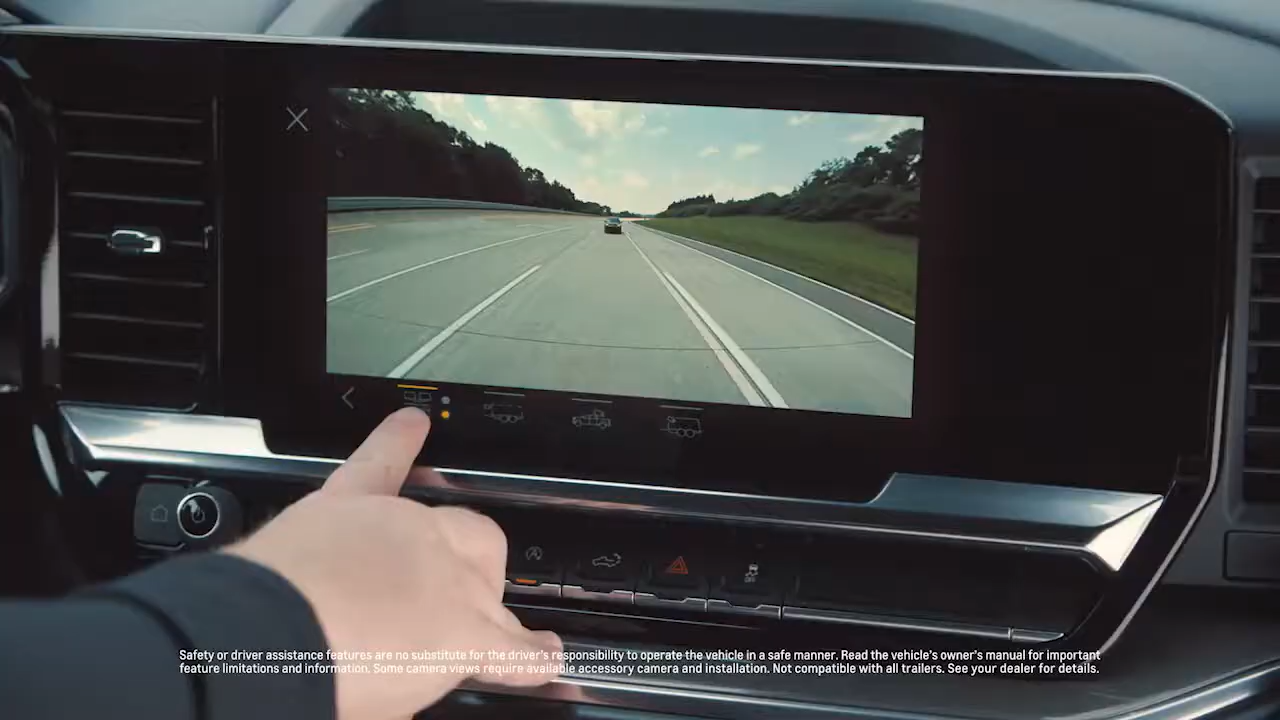 OFF
Safety or driver assistance features are no substitute for the driver's responsibility to operate the vehicle in a safe manner. Read the vehicle's owner's manual for important
feature limitations and information. Some camera views require available accessory camera and installation. Not compatible with all trailers. See your dealer for details.